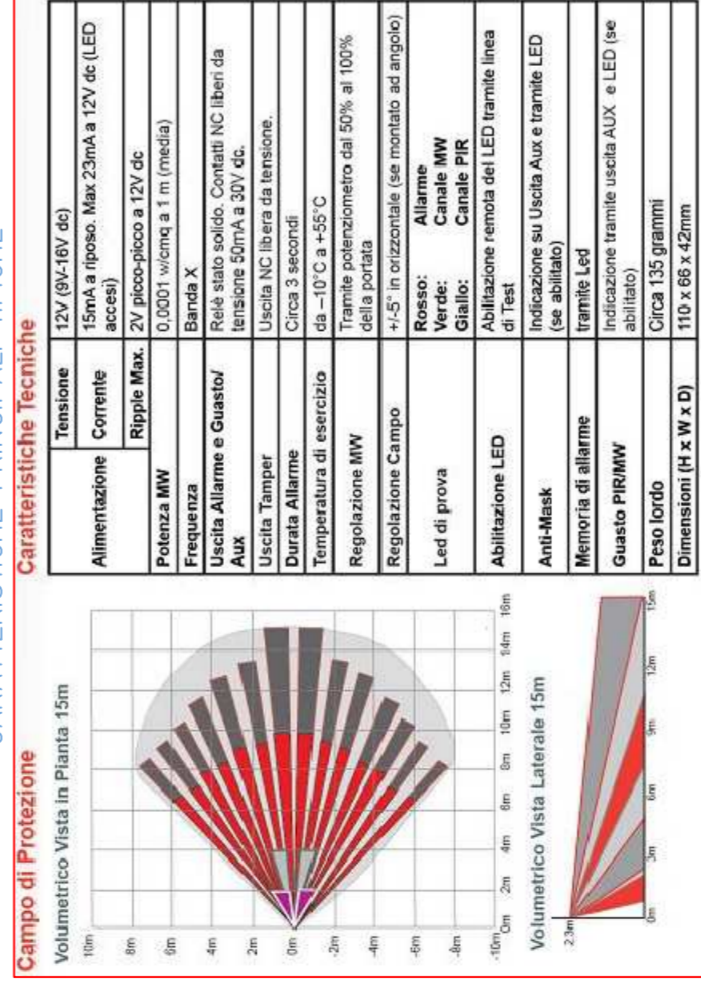 Campo di Protezione
Volumetrico Vista in Pianta 15m
10m
8m
6m
4m
2m
0m
-2m
-4m
-6m
-8m
-10m
0m 2m 4m 6m 8m 10m 12m 14m 16m
Volumetrico Vista Laterale 15m
2.3m
0m 3m 6m 9m 12m 15m
Caratteristiche Tecniche
Alimentazione
Tensione
12V (9V-16V dc)
Corrente
15mA a riposo. Max 23mA a 12V dc (LED
accesi)
Ripple Max.
2V picco-picco a 12V dc
Potenza MW
0,0001 w/cmq a 1 m (media)
Frequenza
Banda X
Uscita Allarme e Guasto/
Aux
Relè stato solido. Contatti NC liberi da
tensione 50mA a 30V dc.
Uscita Tamper
Uscita NC libera da tensione.
Durata Allarme
Circa 3 secondi
Temperatura di esercizio
da –10°C a +55°C
Regolazione MW
Tramite potenziometro dal 50% al 100%
della portata
Regolazione Campo
+/-5° in orizzontale (se montato ad angolo)
Led di prova
Rosso: Allarme
Verde: Canale MW
Giallo: Canale PIR
Abilitazione LED
Abilitazione remota del LED tramite linea
di Test
Anti-Mask
Indicazione su Uscita Aux e tramite LED
(se abilitato)
Memoria di allarme
tramite Led
Guasto PIR/MW
Indicazione tramite uscita AUX e LED (se
abilitato)
Peso lordo
Circa 135 grammi
Dimensioni (H x W x D)
110 x 66 x 42mm